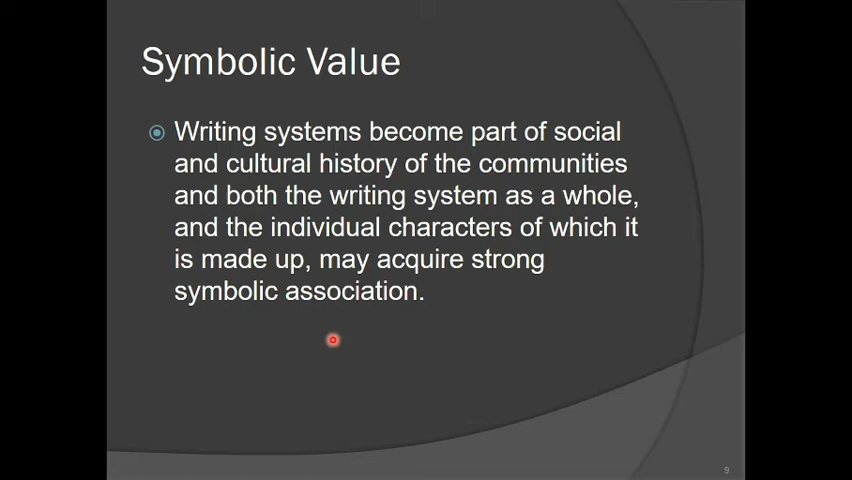 Symbolic Value
Writing systems become part of social
and cultural history of the communities
and both the writing system as a whole,
and the individual characters of which it
is made up, may acquire strong
symbolic association.
9